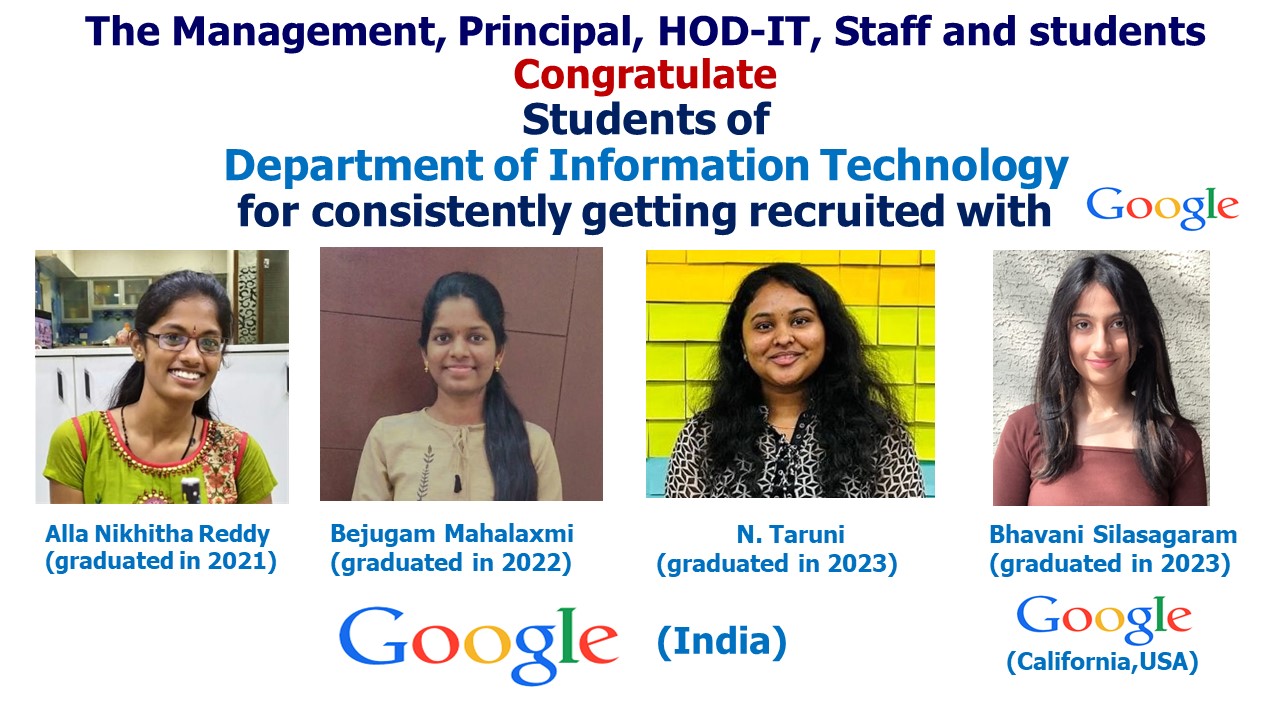 The Management, Principal, HOD-IT, Staff and students
Congratulate
Students of
Department of Information Technology
for consistently getting recruited with Google
Alla Nikhitha Reddy
(graduated in 2021)
Bejugam Mahalaxmi
(graduated in 2022)
N. Taruni
(graduated in 2023)
Bhavani Silasagaram
(graduated in 2023)
Google (India)
Google
(California,USA)